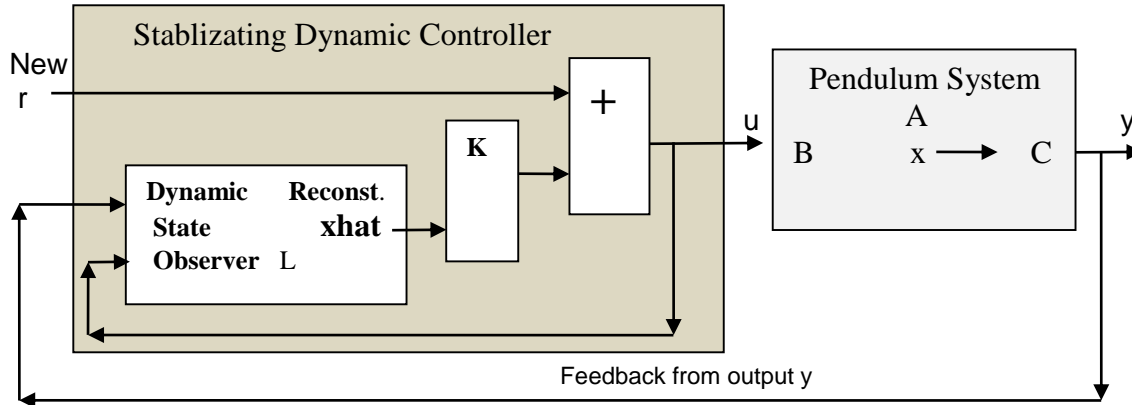 Stablizating Dynamic Controller
New
r
+
K
Dynamic Reconst.
State xhat
Observer L
u
Pendulum System
A
B x C
y
Feedback from output y